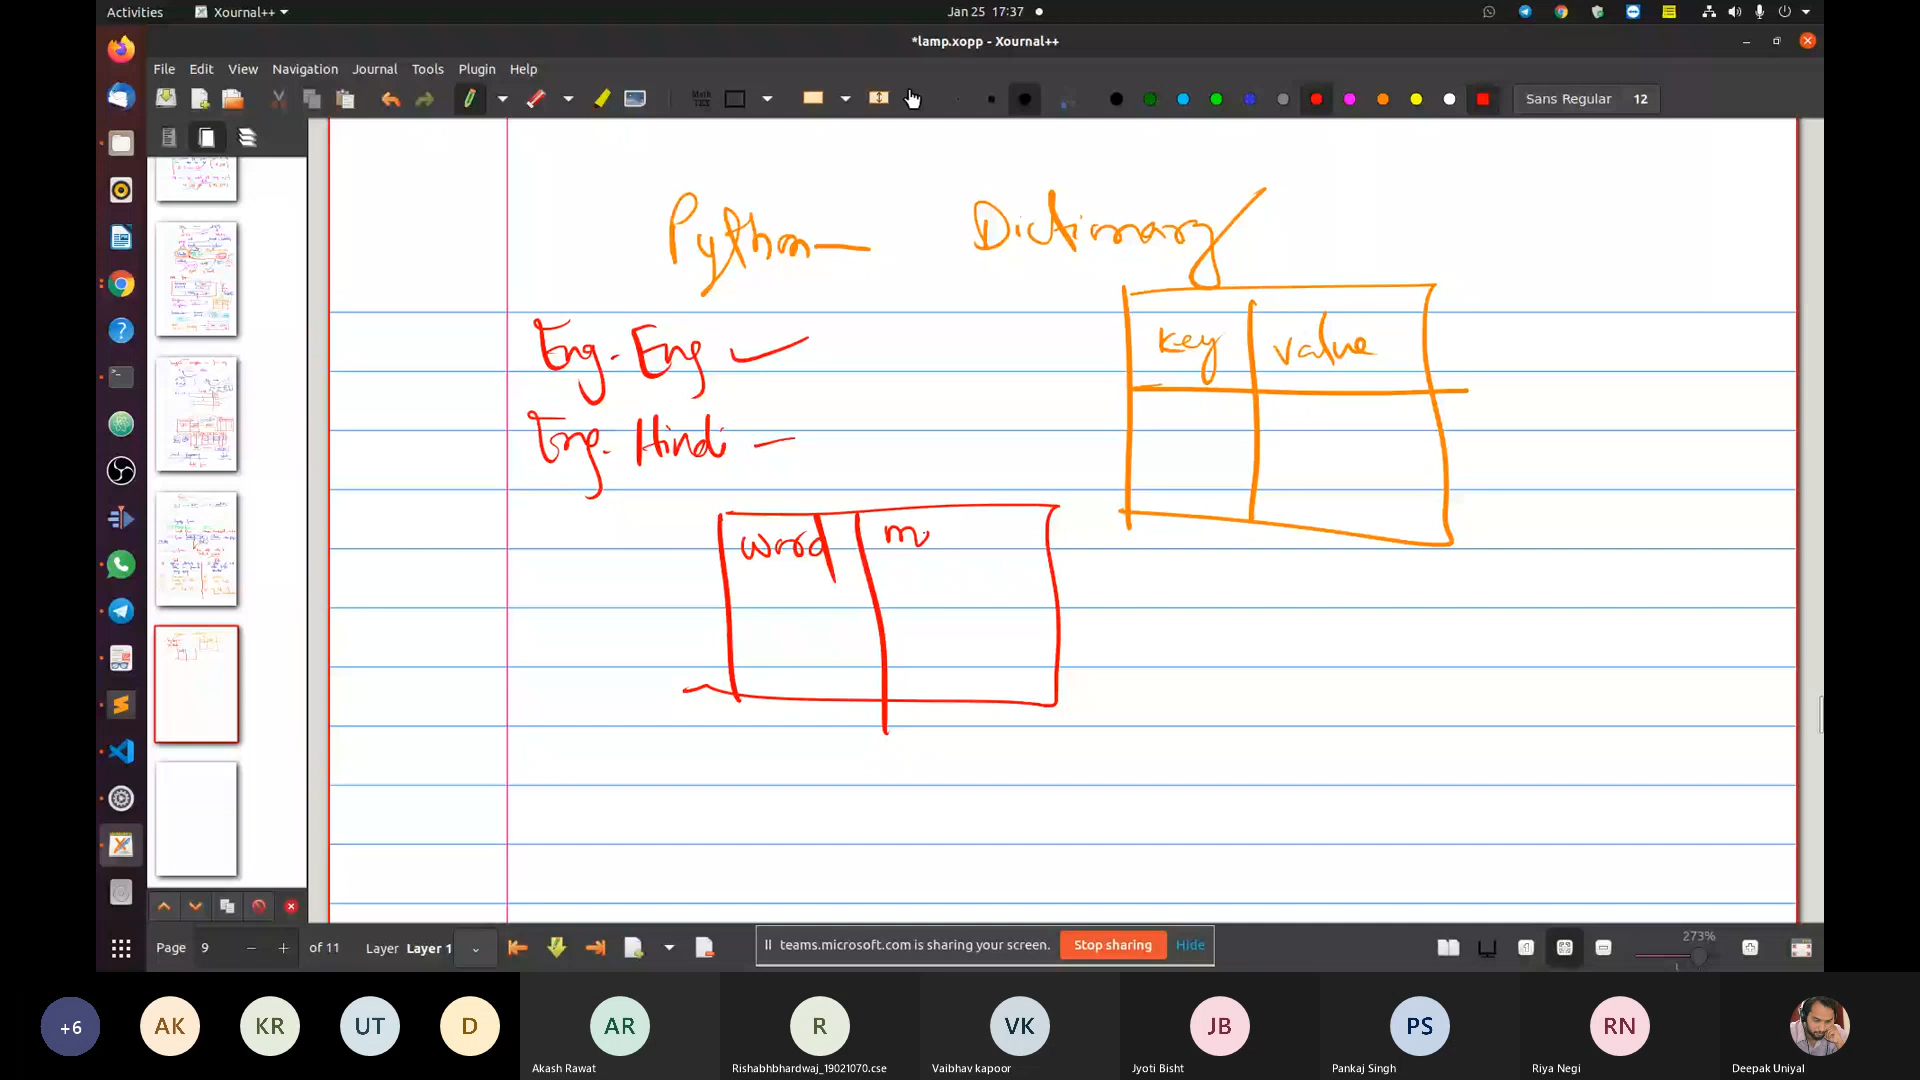 Activities Xournal++ Jan 25 17:37
*lamp.xopp - Xournal++
File Edit View Navigation Journal Tools Plugin Help
Sans Regular 12
Python Dictionary
Eng. Eng
key value
Eng. Hindi
word m
Page 9 of 11 Layer Layer 1
teams.microsoft.com is sharing your screen. Stop sharing Hide
273%
+6 AK KR UT D AR R VK JB PS RN
Akash Rawat Rishabhbhardwaj_19021070.cse Vaibhav kapoor Jyoti Bisht Pankaj Singh Riya Negi Deepak Uniyal